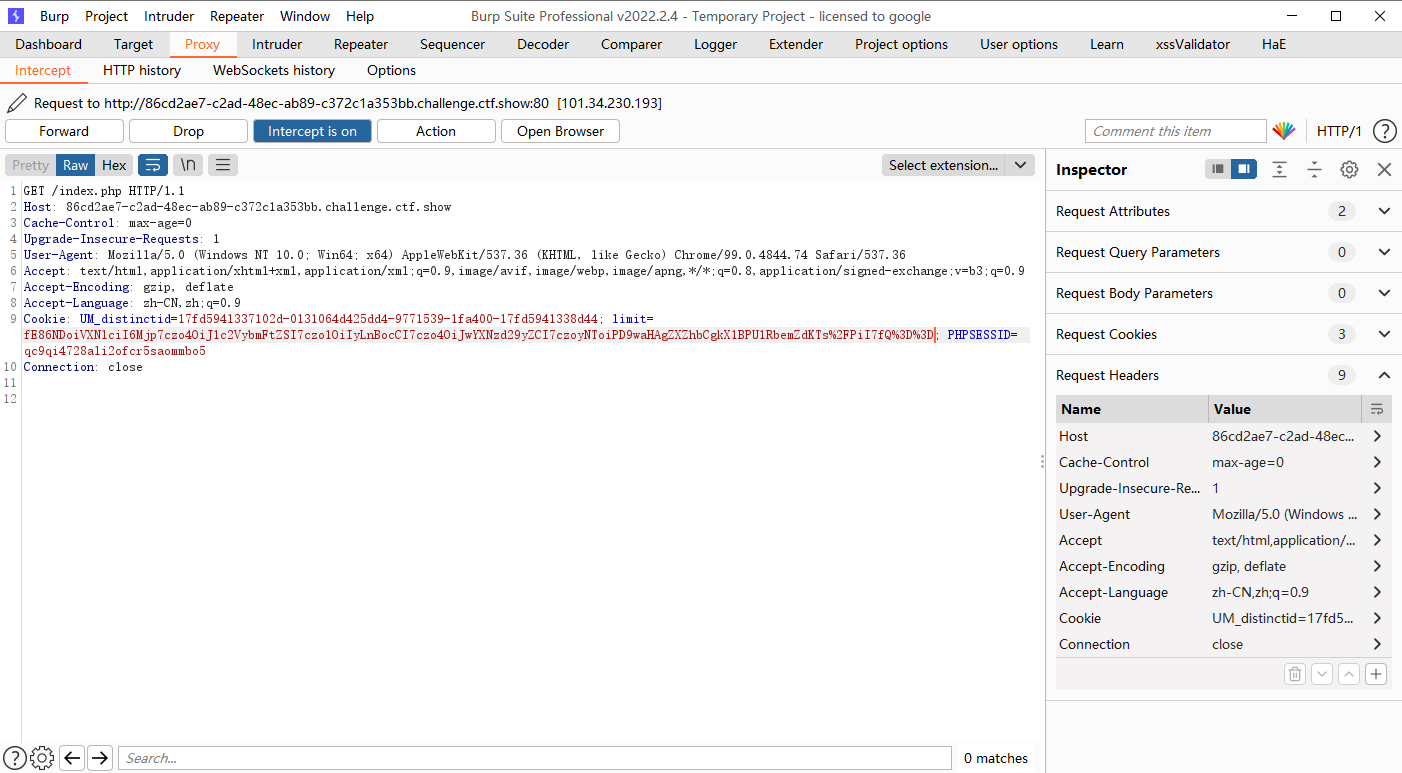 Burp Project Intruder Repeater Window Help Burp Suite Professional v2022.2.4 - Temporary Project - licensed to google
Dashboard Target Proxy Intruder Repeater Sequencer Decoder Comparer Logger Extender Project options User options Learn xssValidator HaE
Intercept HTTP history WebSockets history Options
Request to http://86cd2ae7-c2ad-48ec-ab89-c372c1a353bb.challenge.ctf.show:80 [101.34.230.193]
Forward Drop Intercept is on Action Open Browser Comment this item HTTP/1 ?
Pretty Raw Hex \n Select extension...
1 GET /index.php HTTP/1.1
2 Host: 86cd2ae7-c2ad-48ec-ab89-c372c1a353bb.challenge.ctf.show
3 Cache-Control: max-age=0
4 Upgrade-Insecure-Requests: 1
5 User-Agent: Mozilla/5.0 (Windows NT 10.0; Win64; x64) AppleWebKit/537.36 (KHTML, like Gecko) Chrome/99.0.4844.74 Safari/537.36
6 Accept: text/html,application/xhtml+xml,application/xml;q=0.9,image/avif,image/webp,image/apng,*/*;q=0.8,application/signed-exchange;v=b3;q=0.9
7 Accept-Encoding: gzip, deflate
8 Accept-Language: zh-CN,zh;q=0.9
9 Cookie: UM_distinctid=17fd5941337102d-0131064d425dd4-9771539-1fa400-17fd5941338d44; limit=
fE86NDoiVXNlciI6Mjp7czo4OiJ1c2VybmFtZSI7czo1OiIyLnBocCI7czo4OiJwYXNzd29yZCI7czoyNToiPD9waHAgZXZhbCgkX1BPU1RbemZdKTs%2FPiI7fQ%3D%3D; PHPSESSID=
qc9qi4728ali2ofcr5saommbo5
10 Connection: close
11
12
Inspector
Request Attributes 2
Request Query Parameters 0
Request Body Parameters 0
Request Cookies 3
Request Headers 9
Name Value
Host 86cd2ae7-c2ad-48ec...
Cache-Control max-age=0
Upgrade-Insecure-Re... 1
User-Agent Mozilla/5.0 (Windows ...
Accept text/html,application/...
Accept-Encoding gzip, deflate
Accept-Language zh-CN,zh;q=0.9
Cookie UM_distinctid=17fd5...
Connection close
? Search... 0 matches